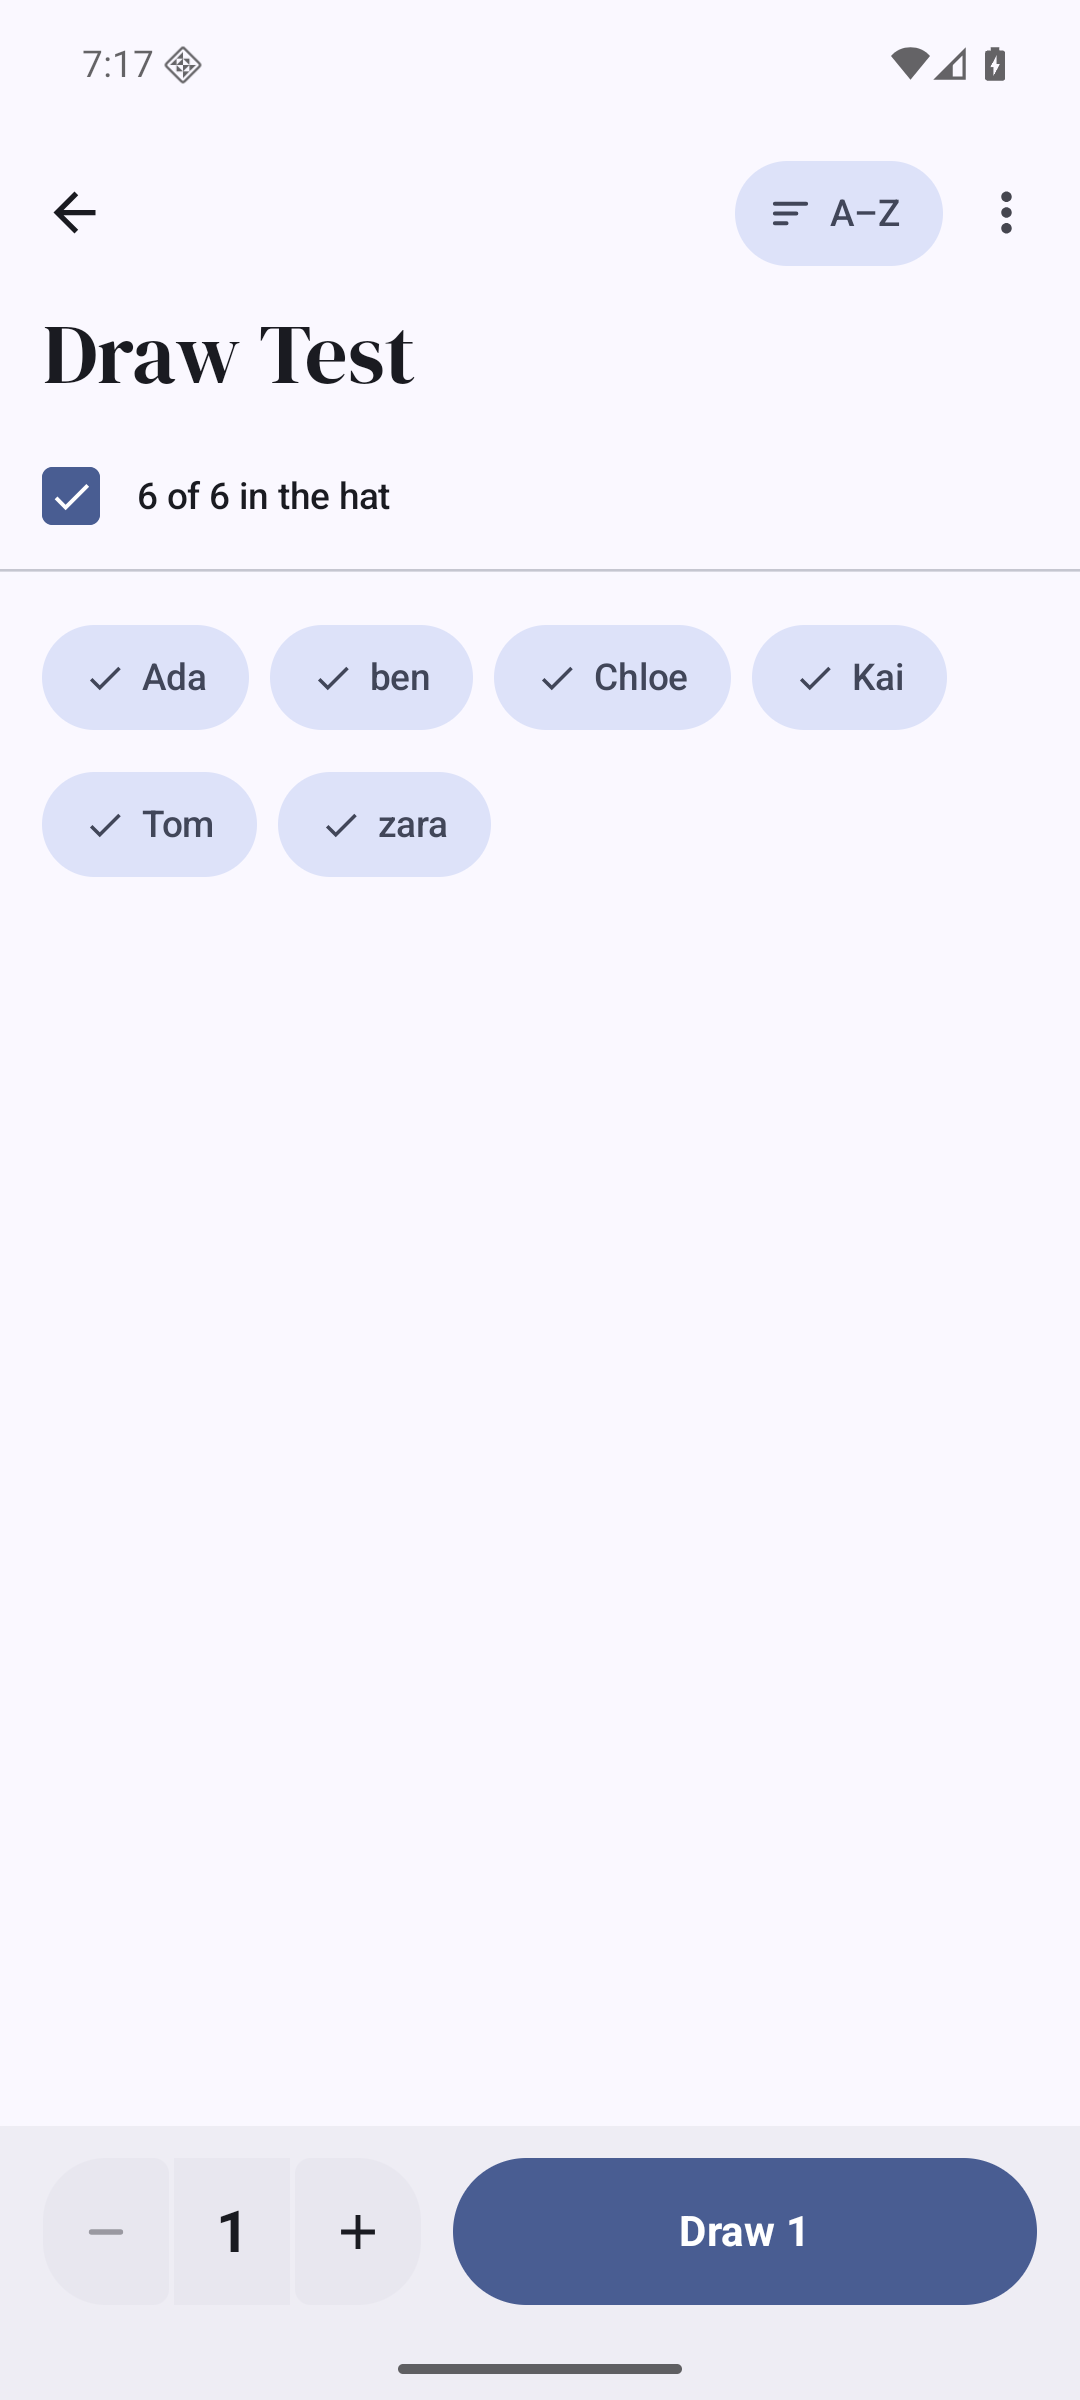 7:17
A–Z
Draw Test
6 of 6 in the hat
Ada ben Chloe Kai
Tom zara
1 Draw 1